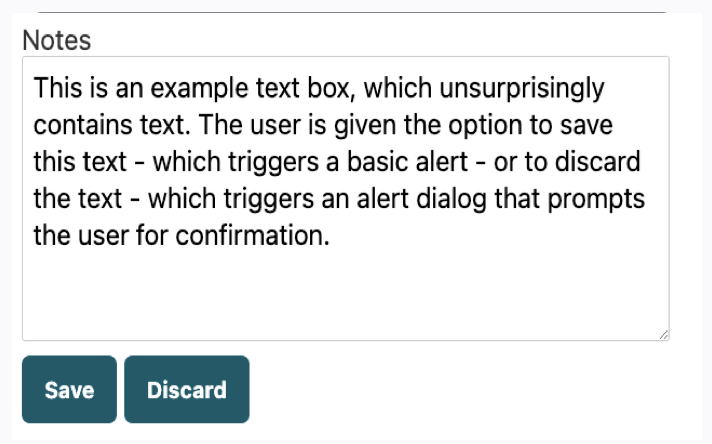 Notes
This is an example text box, which unsurprisingly
contains text. The user is given the option to save
this text - which triggers a basic alert - or to discard
the text - which triggers an alert dialog that prompts
the user for confirmation.
Save Discard